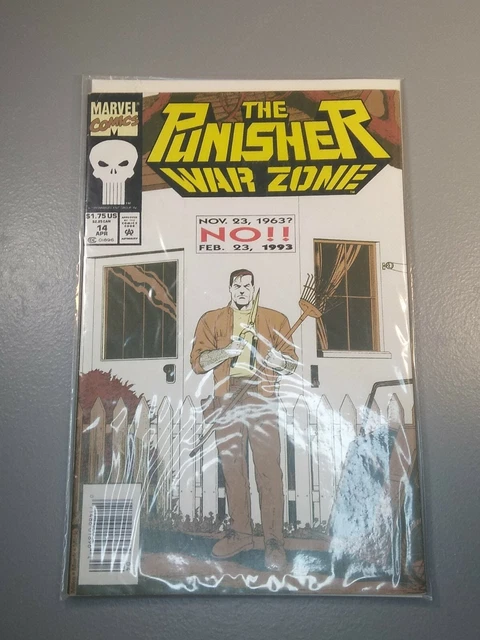 MARVEL
COMICS
THE
PUNISHER
WAR ZONE
$1.75 US
14
APR
NOV. 23, 1963?
NO!!
FEB. 23, 1993